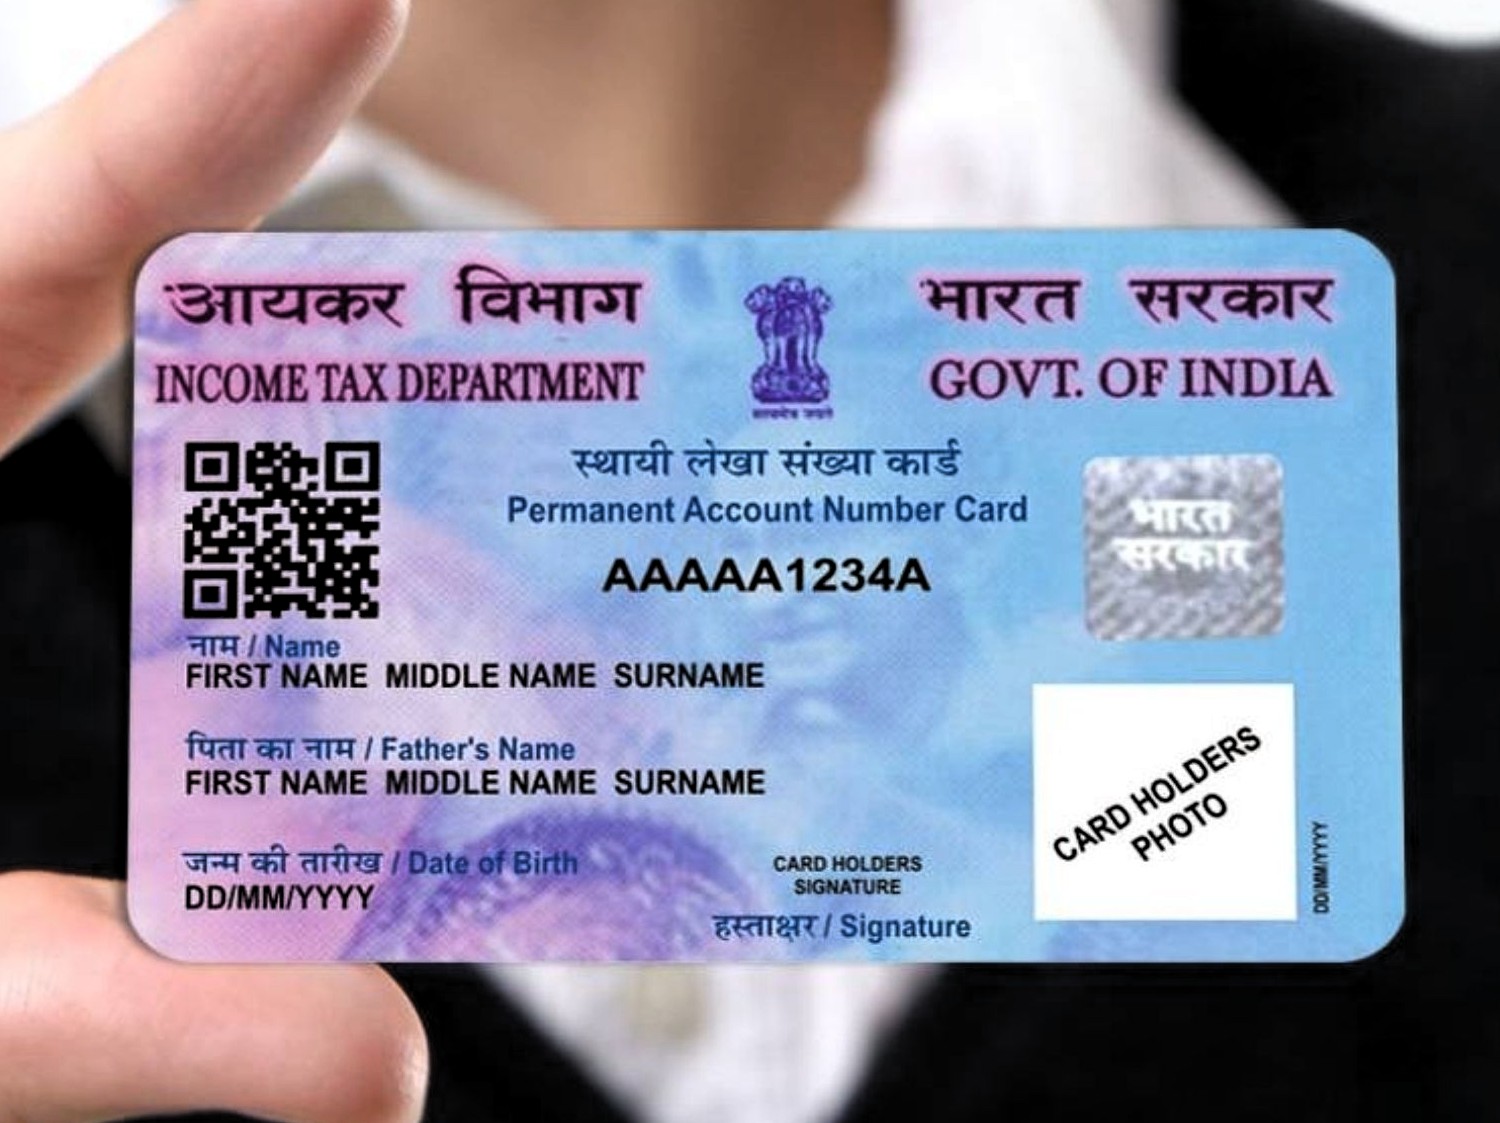 आयकर विभाग
INCOME TAX DEPARTMENT
भारत सरकार
GOVT. OF INDIA
सत्यमेव जयते
स्थायी लेखा संख्या कार्ड
Permanent Account Number Card
AAAAA1234A
भारत
सरकार
नाम / Name
FIRST NAME MIDDLE NAME SURNAME
पिता का नाम / Father's Name
FIRST NAME MIDDLE NAME SURNAME
जन्म की तारीख / Date of Birth
DD/MM/YYYY
CARD HOLDERS
SIGNATURE
हस्ताक्षर / Signature
CARD HOLDERS
PHOTO
DD/MM/YYYY